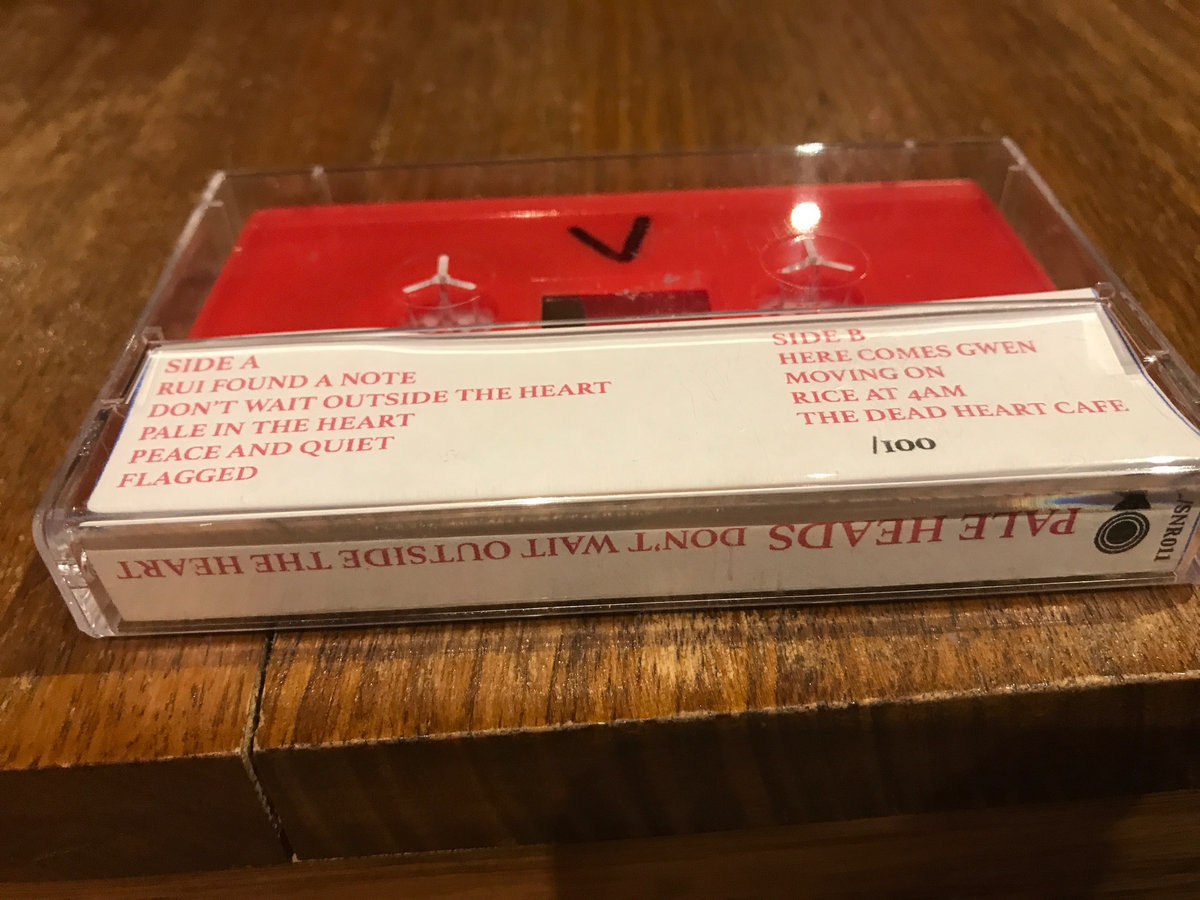 SIDE A
RUI FOUND A NOTE
DON'T WAIT OUTSIDE THE HEART
PALE IN THE HEART
PEACE AND QUIET
FLAGGED
SIDE B
HERE COMES GWEN
MOVING ON
RICE AT 4AM
THE DEAD HEART CAFE
/100
PALE HEADS DON'T WAIT OUTSIDE THE HEART